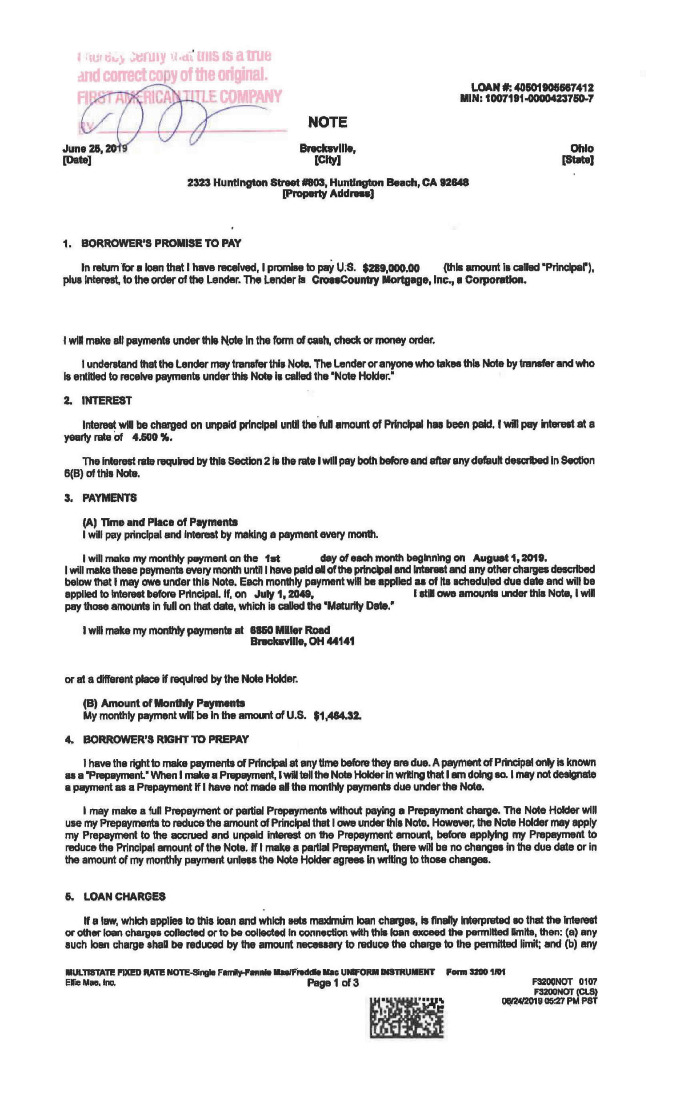 I hereby certify that this is a true
and correct copy of the original.
FIRST AMERICAN TITLE COMPANY
BY
LOAN #: 40501905567412
MIN: 1007191-0000423750-7
NOTE
June 25, 2019 Brecksville, Ohio
[Date] [City] [State]
2323 Huntington Street #803, Huntington Beach, CA 92648
[Property Address]
1. BORROWER'S PROMISE TO PAY
In return for a loan that I have received, I promise to pay U.S. $289,000.00 (this amount is called "Principal"),
plus interest, to the order of the Lender. The Lender is CrossCountry Mortgage, Inc., a Corporation.
I will make all payments under this Note in the form of cash, check or money order.
I understand that the Lender may transfer this Note. The Lender or anyone who takes this Note by transfer and who
is entitled to receive payments under this Note is called the "Note Holder."
2. INTEREST
Interest will be charged on unpaid principal until the full amount of Principal has been paid. I will pay interest at a
yearly rate of 4.500 %.
The interest rate required by this Section 2 is the rate I will pay both before and after any default described in Section
6(B) of this Note.
3. PAYMENTS
(A) Time and Place of Payments
I will pay principal and interest by making a payment every month.
I will make my monthly payment on the 1st day of each month beginning on August 1, 2019.
I will make these payments every month until I have paid all of the principal and interest and any other charges described
below that I may owe under this Note. Each monthly payment will be applied as of its scheduled due date and will be
applied to interest before Principal. If, on July 1, 2049, I still owe amounts under this Note, I will
pay those amounts in full on that date, which is called the "Maturity Date."
I will make my monthly payments at 6850 Miller Road
Brecksville, OH 44141
or at a different place if required by the Note Holder.
(B) Amount of Monthly Payments
My monthly payment will be in the amount of U.S. $1,464.32.
4. BORROWER'S RIGHT TO PREPAY
I have the right to make payments of Principal at any time before they are due. A payment of Principal only is known
as a "Prepayment." When I make a Prepayment, I will tell the Note Holder in writing that I am doing so. I may not designate
a payment as a Prepayment if I have not made all the monthly payments due under the Note.
I may make a full Prepayment or partial Prepayments without paying a Prepayment charge. The Note Holder will
use my Prepayments to reduce the amount of Principal that I owe under this Note. However, the Note Holder may apply
my Prepayment to the accrued and unpaid interest on the Prepayment amount, before applying my Prepayment to
reduce the Principal amount of the Note. If I make a partial Prepayment, there will be no changes in the due date or in
the amount of my monthly payment unless the Note Holder agrees in writing to those changes.
5. LOAN CHARGES
If a law, which applies to this loan and which sets maximum loan charges, is finally interpreted so that the interest
or other loan charges collected or to be collected in connection with this loan exceed the permitted limits, then: (a) any
such loan charge shall be reduced by the amount necessary to reduce the charge to the permitted limit; and (b) any
MULTISTATE FIXED RATE NOTE-Single Family-Fannie Mae/Freddie Mac UNIFORM INSTRUMENT Form 3200 1/01
Ellie Mae, Inc. Page 1 of 3 F3200NOT 0107
F3200NOT (CLS)
06/24/2019 05:27 PM PST